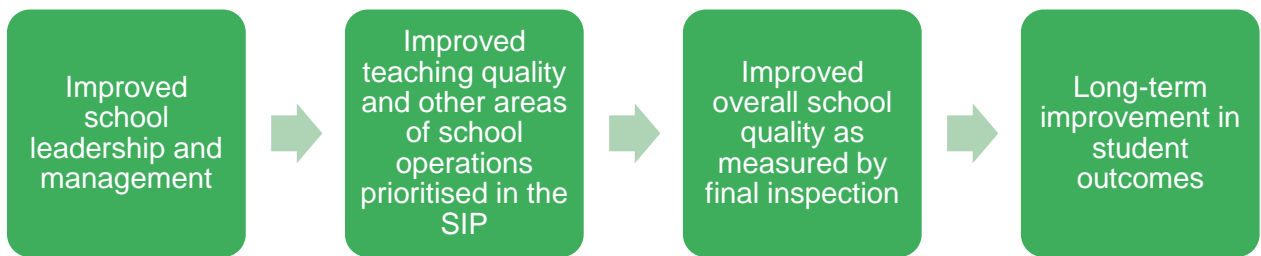 Improved
school
leadership and
management
Improved
teaching quality
and other areas
of school
operations
prioritised in the
SIP
Improved
overall school
quality as
measured by
final inspection
Long-term
improvement in
student
outcomes